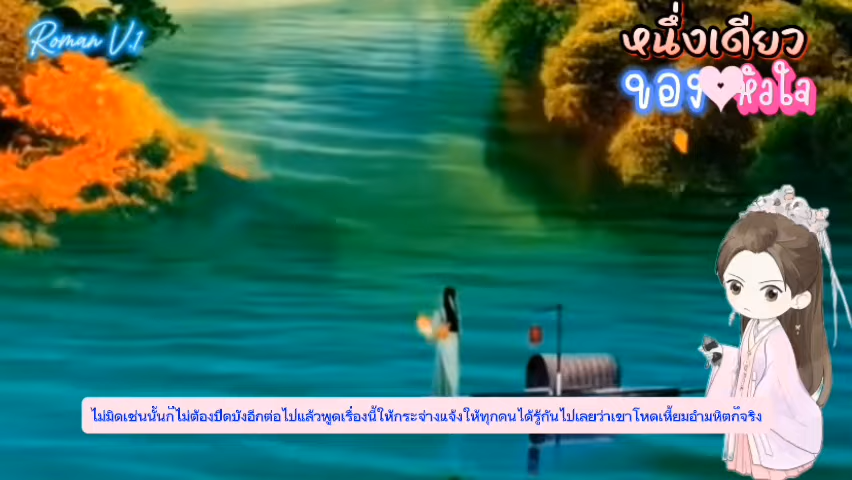 Roman V.1
หนึ่งเดียว
ของหัวใจ
ไม่มิดเช่นนั้นก็ไม่ต้องปิดบังอีกต่อไปแล้วพูดเรื่องนี้ให้กระจ่างแจ้งให้ทุกคนได้รู้กันไปเลยว่าเขาโหดเหี้ยมอำมหิตก็จริง